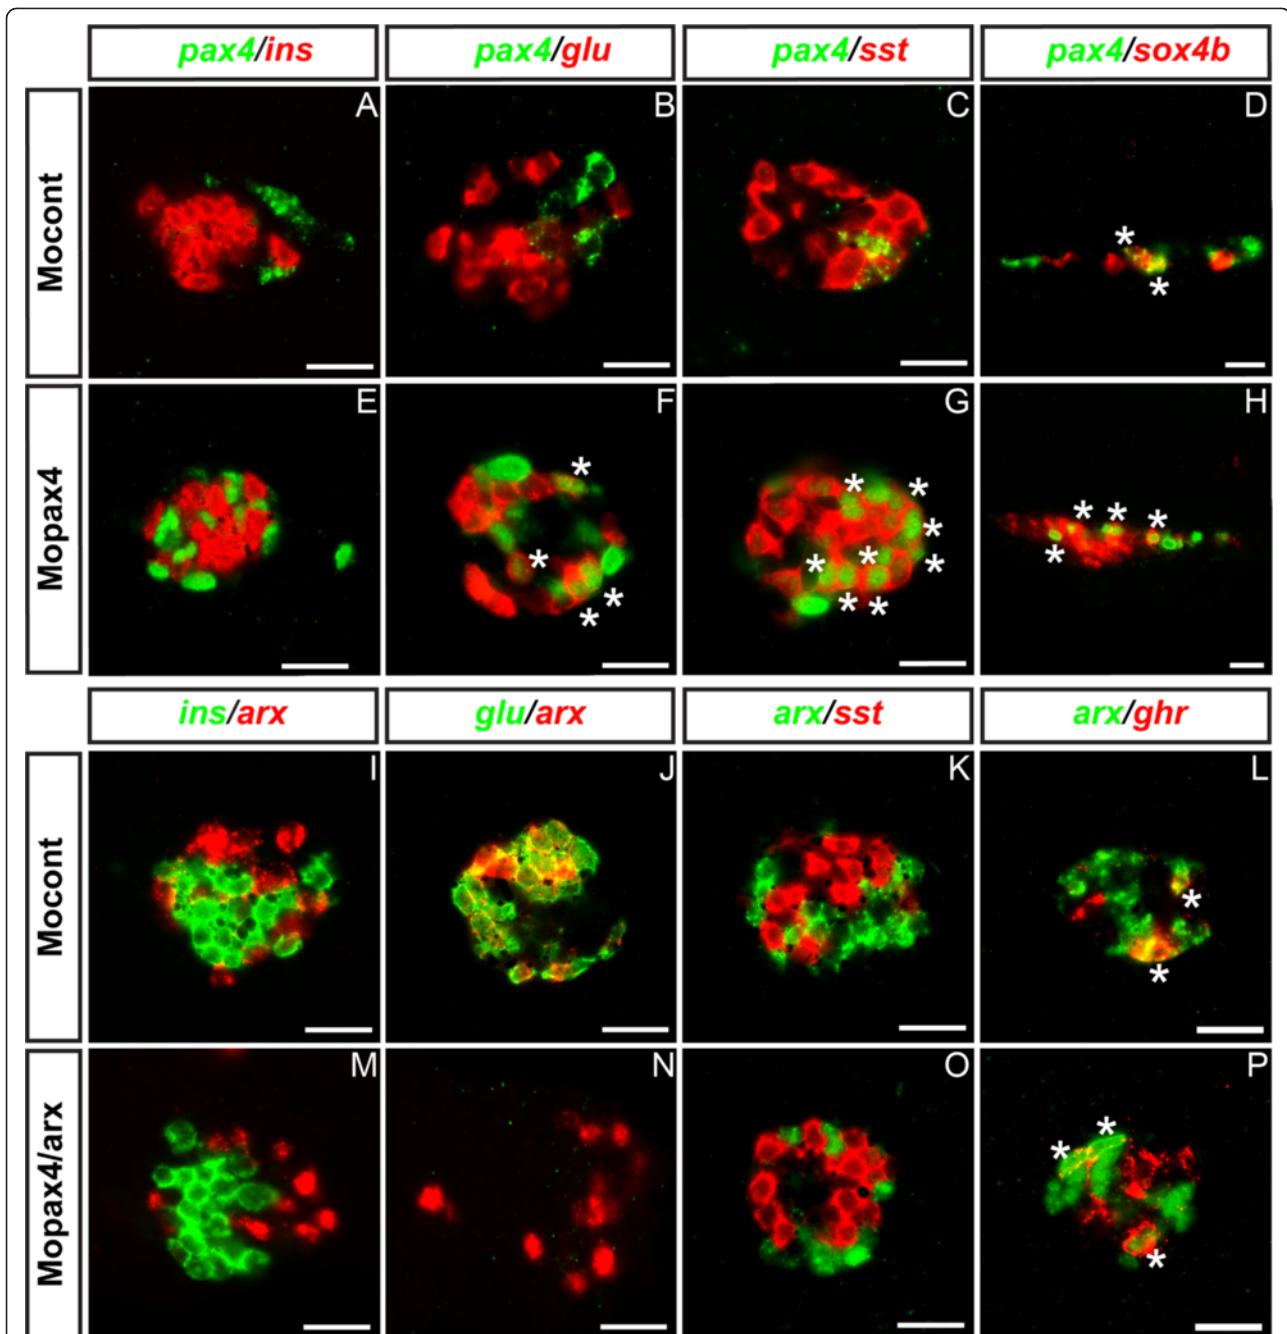 pax4/ins pax4/glu pax4/sst pax4/sox4b
Mocont
A B C D
* *
Mopax4
E F G H
* * * *
* * * * * * * *
* * * *
ins/arx glu/arx arx/sst arx/ghr
Mocont
I J K L
* *
Mopax4/arx
M N O P
* * *